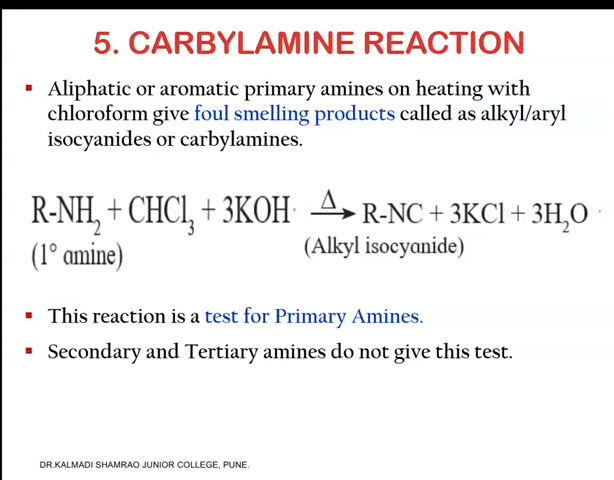 5. CARBYLAMINE REACTION
▪ Aliphatic or aromatic primary amines on heating with
chloroform give foul smelling products called as alkyl/aryl
isocyanides or carbylamines.
R-NH₂ + CHCl₃ + 3KOH —Δ→ R-NC + 3KCl + 3H₂O
(1° amine) (Alkyl isocyanide)
▪ This reaction is a test for Primary Amines.
▪ Secondary and Tertiary amines do not give this test.
DR.KALMADI SHAMRAO JUNIOR COLLEGE, PUNE.